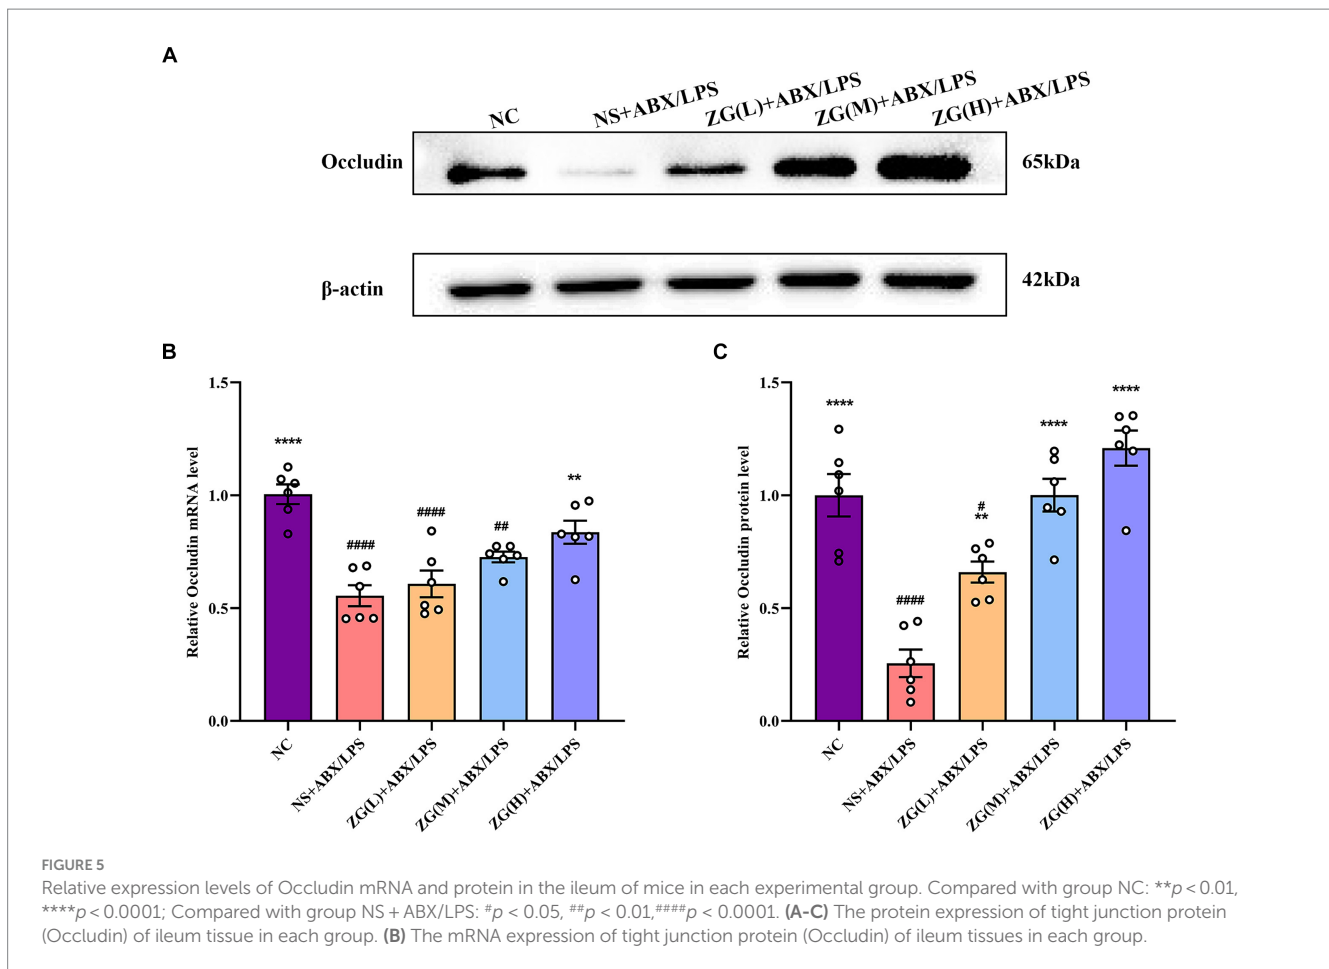 A
NC
NS+ABX/LPS
ZG(L)+ABX/LPS
ZG(M)+ABX/LPS
ZG(H)+ABX/LPS
Occludin
65kDa
β-actin
42kDa
B
Relative Occludin mRNA level
1.5
1.0
0.5
0.0
****
####
####
##
**
NC
NS+ABX/LPS
ZG(L)+ABX/LPS
ZG(M)+ABX/LPS
ZG(H)+ABX/LPS
C
Relative Occludin protein level
1.5
1.0
0.5
0.0
****
####
#
**
****
****
NC
NS+ABX/LPS
ZG(L)+ABX/LPS
ZG(M)+ABX/LPS
ZG(H)+ABX/LPS
FIGURE 5
Relative expression levels of Occludin mRNA and protein in the ileum of mice in each experimental group. Compared with group NC: **p < 0.01,
****p < 0.0001; Compared with group NS + ABX/LPS: #p < 0.05, ##p < 0.01,####p < 0.0001. (A-C) The protein expression of tight junction protein
(Occludin) of ileum tissue in each group. (B) The mRNA expression of tight junction protein (Occludin) of ileum tissues in each group.